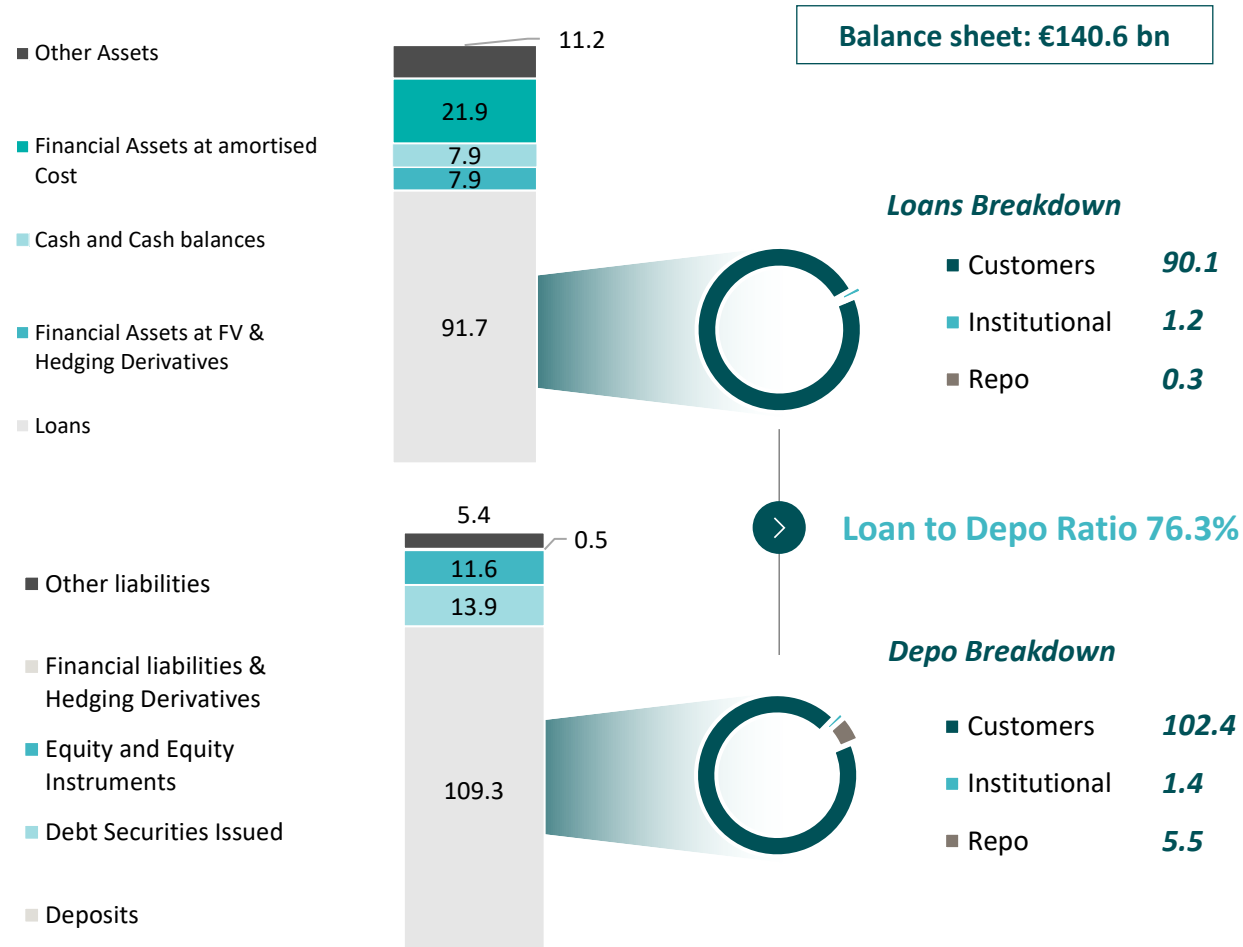 Balance sheet: €140.6 bn
Other Assets
Financial Assets at amortised
Cost
Cash and Cash balances
Financial Assets at FV &
Hedging Derivatives
Loans
11.2
21.9
7.9
7.9
91.7
Loans Breakdown
Customers 90.1
Institutional 1.2
Repo 0.3
Loan to Depo Ratio 76.3%
Other liabilities
Financial liabilities &
Hedging Derivatives
Equity and Equity
Instruments
Debt Securities Issued
Deposits
5.4
0.5
11.6
13.9
109.3
Depo Breakdown
Customers 102.4
Institutional 1.4
Repo 5.5